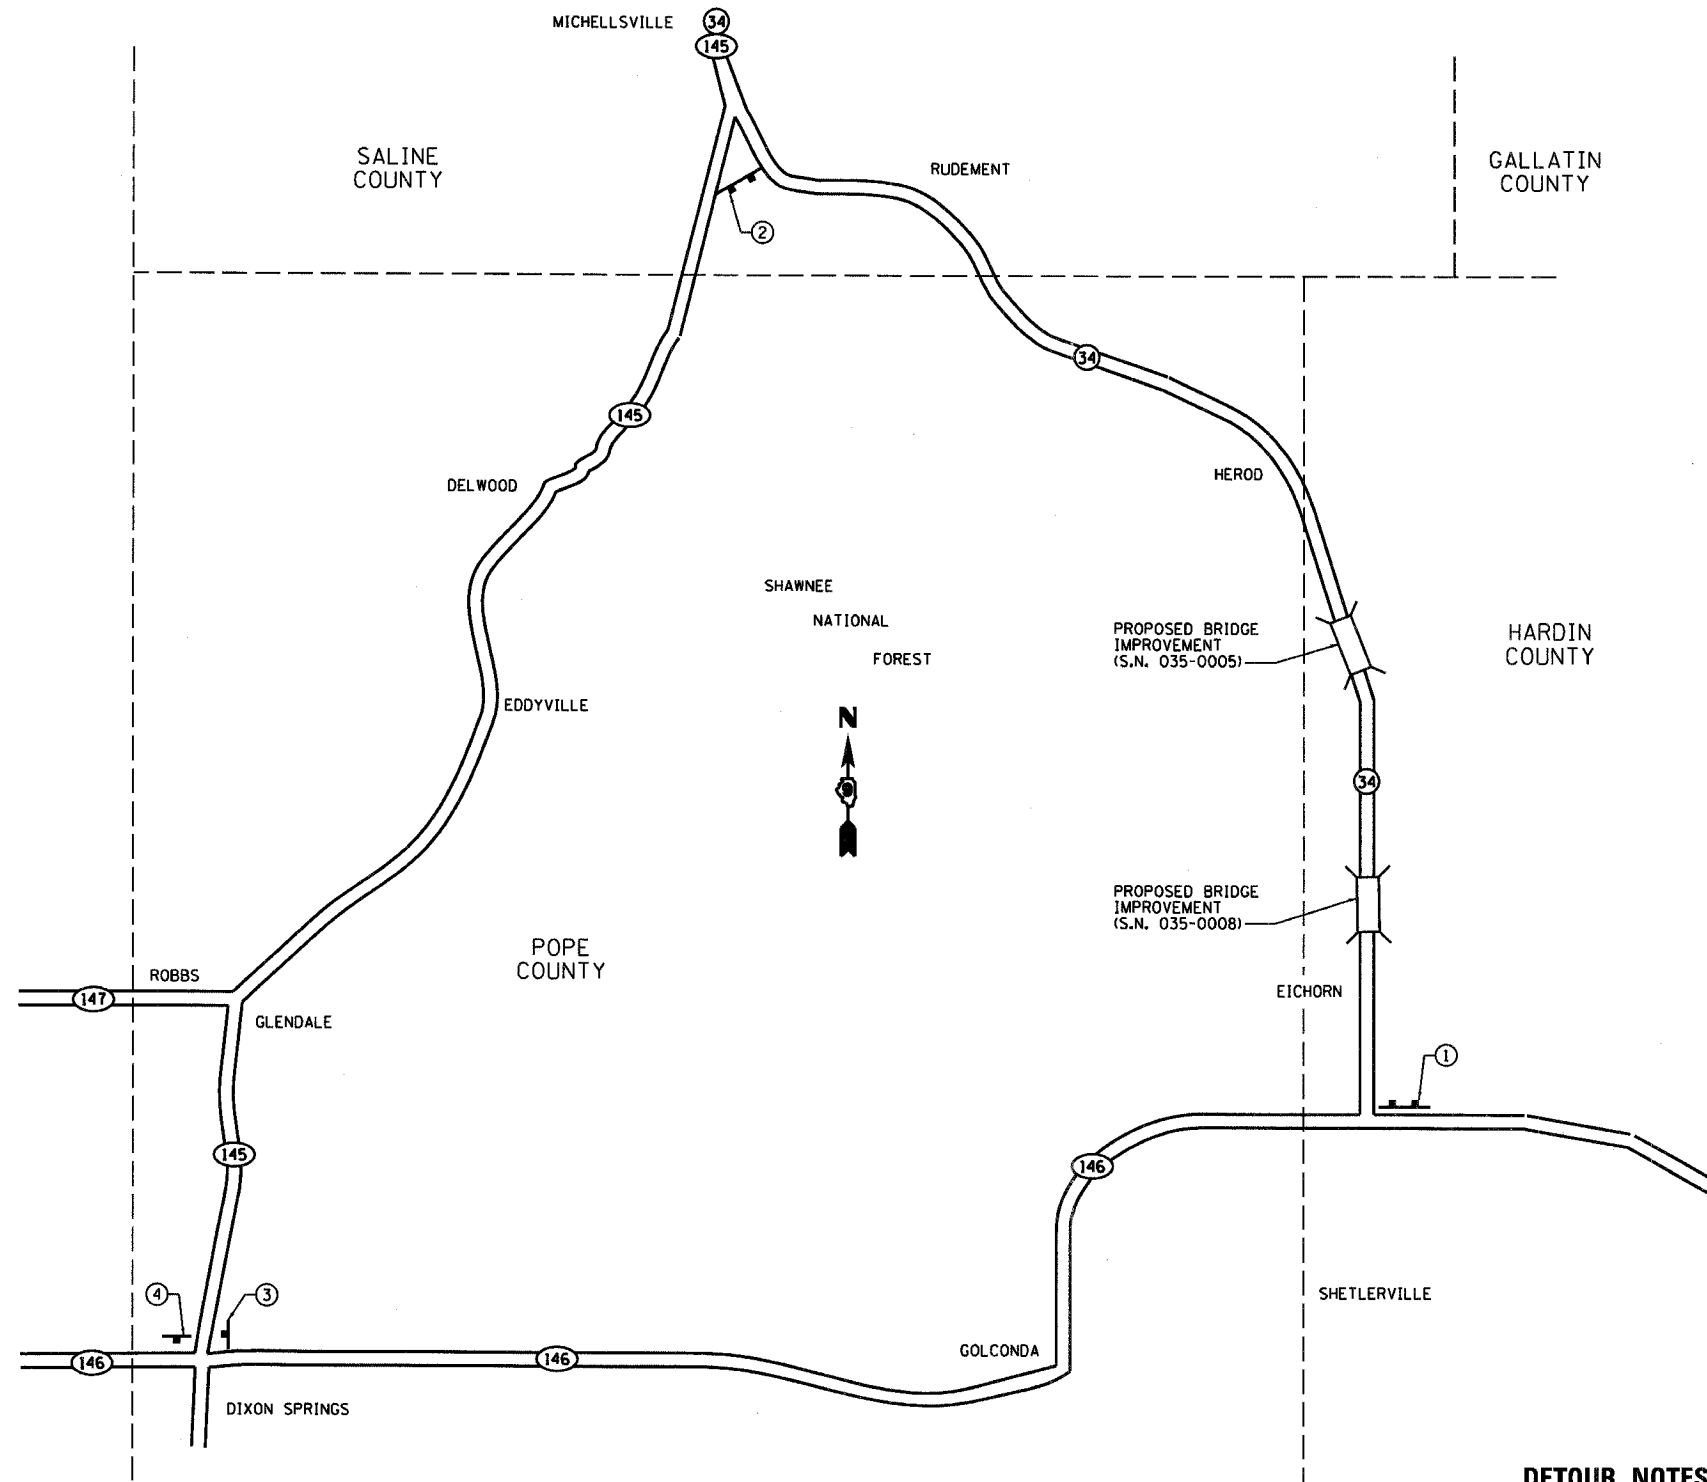 MICHELLSVILLE
34
145
SALINE
COUNTY
RUDEMENT
GALLATIN
COUNTY
2
34
145
HEROD
DELWOOD
SHAWNEE
NATIONAL
FOREST
PROPOSED BRIDGE
IMPROVEMENT
(S.N. 035-0005)
HARDIN
COUNTY
EDDYVILLE
N
34
9
PROPOSED BRIDGE
IMPROVEMENT
(S.N. 035-0008)
POPE
COUNTY
ROBBS
147
EICHORN
GLENDALE
1
145
146
4
3
SHETLERVILLE
GOLCONDA
146
146
DIXON SPRINGS
DETOUR NOTES